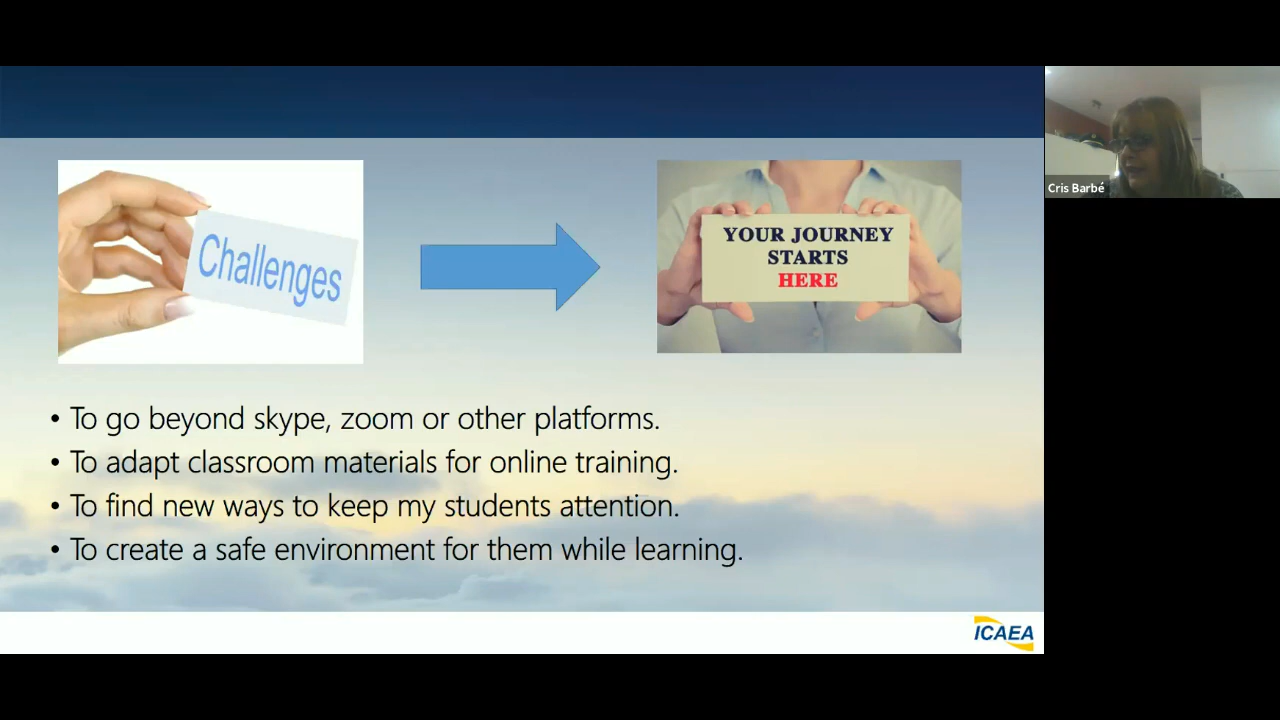 Challenges
YOUR JOURNEY
STARTS
HERE
Cris Barbé
• To go beyond skype, zoom or other platforms.
• To adapt classroom materials for online training.
• To find new ways to keep my students attention.
• To create a safe environment for them while learning.
ICAEA